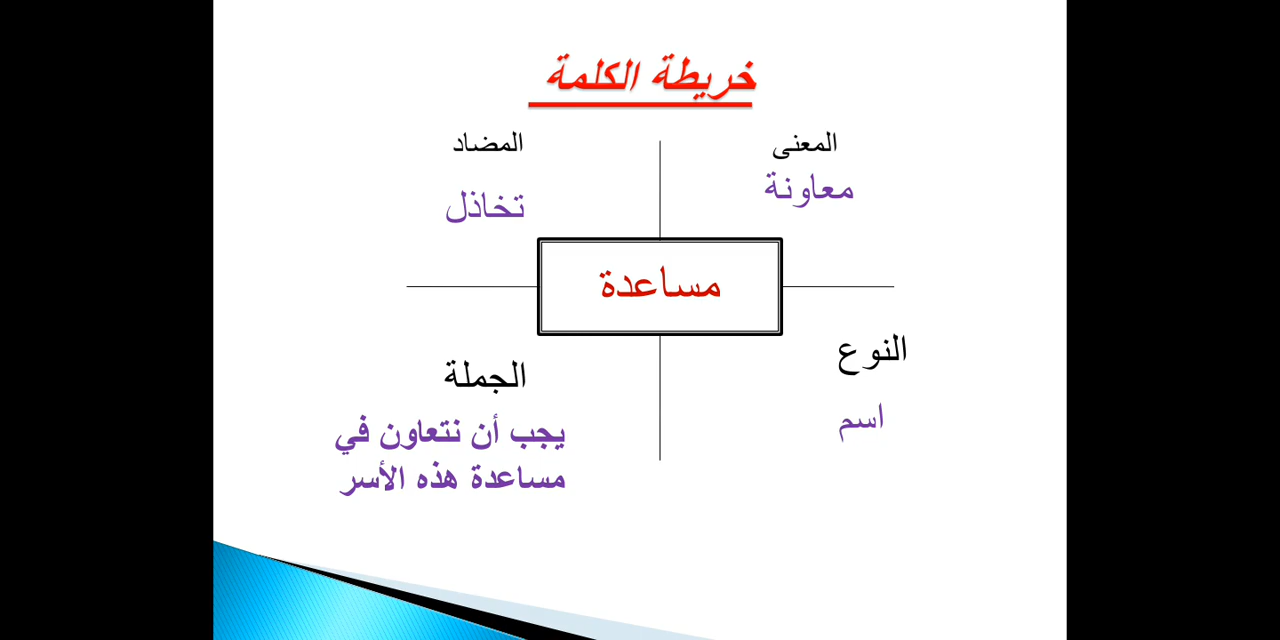 خريطة الكلمة
المعنى
معاونة
المضاد
تخاذل
مساعدة
النوع
اسم
الجملة
يجب أن نتعاون في
مساعدة هذه الأسر